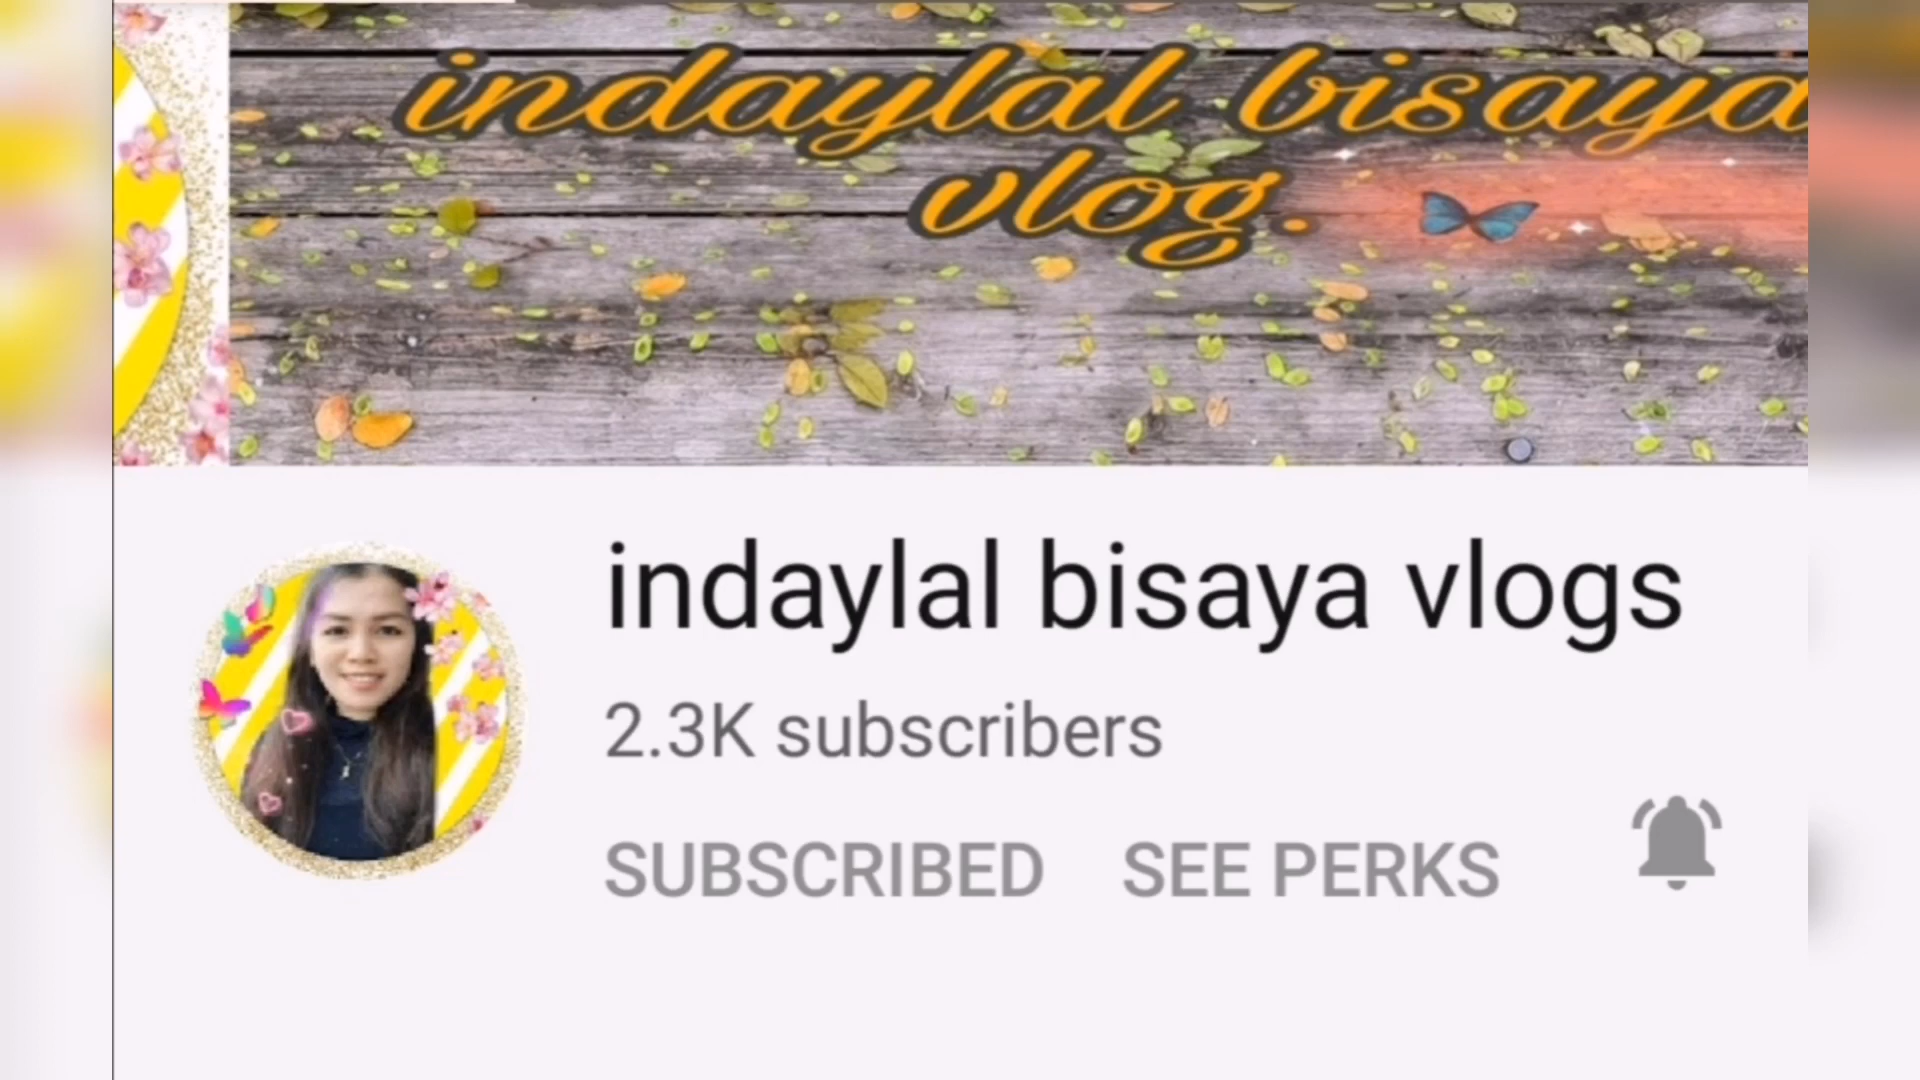 indaylal bisaya
vlog.
indaylal bisaya vlogs
2.3K subscribers
SUBSCRIBED SEE PERKS